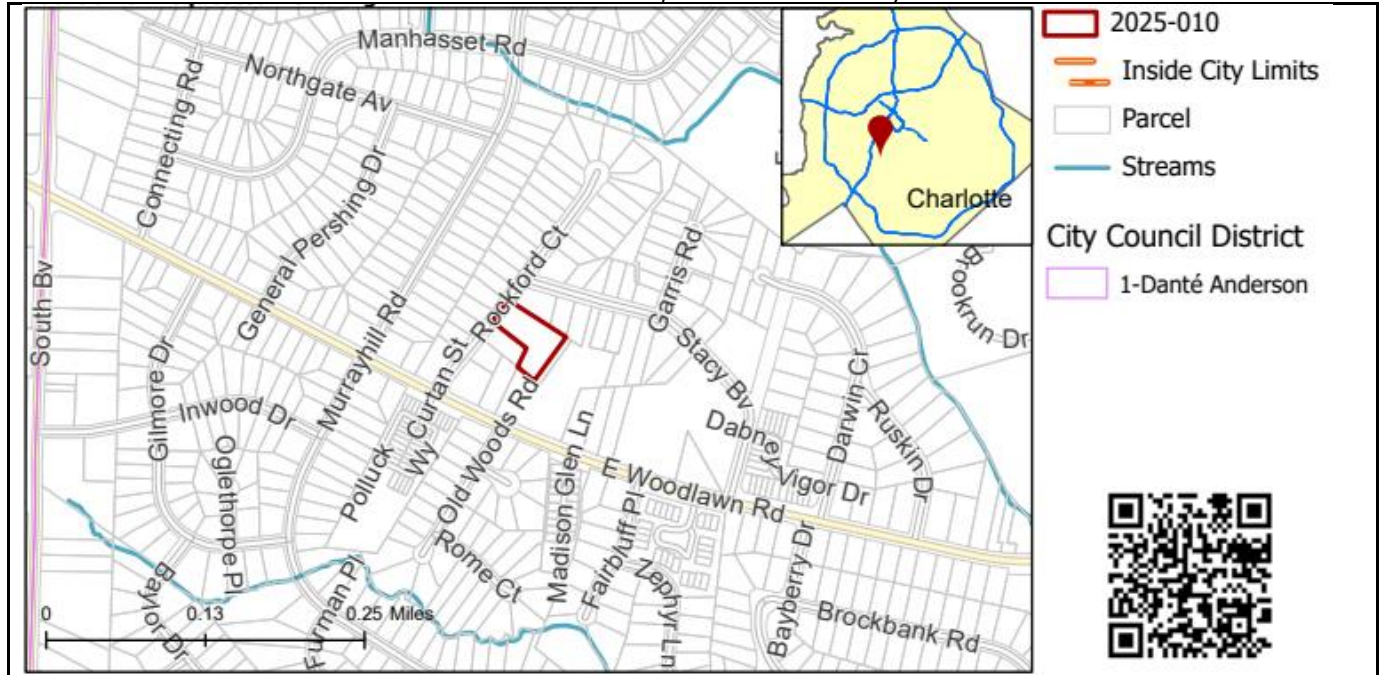 Manhasset Rd
Northgate Av
Connecting Rd
General Pershing Dr
Murrayhill Rd
Rockford Ct
Garris Rd
Stacy Bv
South Bv
Gilmore Dr
Inwood Dr
Oglethorpe Pl
Polluck
Wy Curtan St
Old Woods Rd
Madison Glen Ln
E Woodlawn Rd
Dabney Vigor Dr
Darwin Cr
Ruskin Dr
Brookrun Dr
Rome Ct
Fairbluff Pl
Zephyr Ln
Bayberry Dr
Brockbank Rd
Furman Pl
Baylor Dr
0 0.13 0.25 Miles
Charlotte
2025-010
Inside City Limits
Parcel
Streams
City Council District
1-Danté Anderson